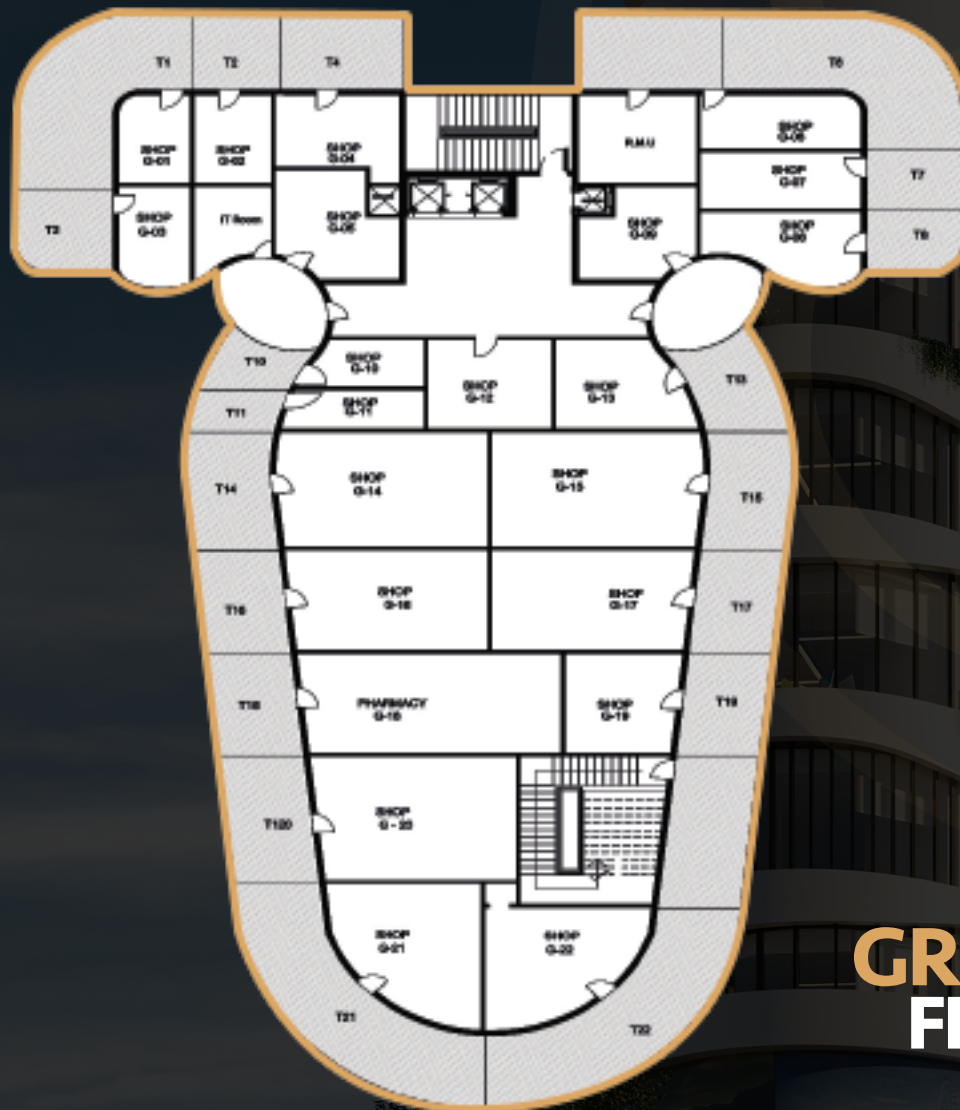 T1
T2
T4
T6
SHOP
G-01
SHOP
G-02
SHOP
G-04
R.M.U
SHOP
G-06
SHOP
G-07
T7
T3
SHOP
G-03
IT Room
SHOP
G-05
SHOP
G-09
SHOP
G-08
T8
T10
SHOP
G-10
SHOP
G-12
SHOP
G-13
T13
T11
SHOP
G-11
T14
SHOP
G-14
SHOP
G-15
T15
T16
SHOP
G-16
SHOP
G-17
T17
T18
PHARMACY
G-18
SHOP
G-19
T19
T120
SHOP
SHOP
G-21
SHOP
G-22
T21
T22
GR